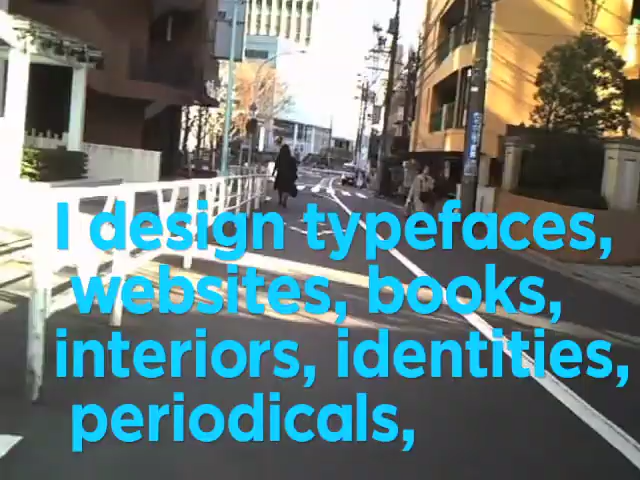 I design typefaces,
websites, books,
interiors, identities,
periodicals,